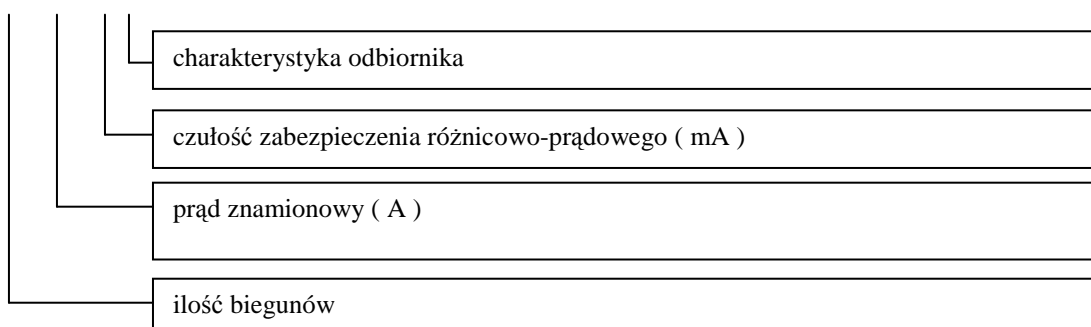 charakterystyka odbiornika
czułość zabezpieczenia różnicowo-prądowego ( mA )
prąd znamionowy ( A )
ilość biegunów